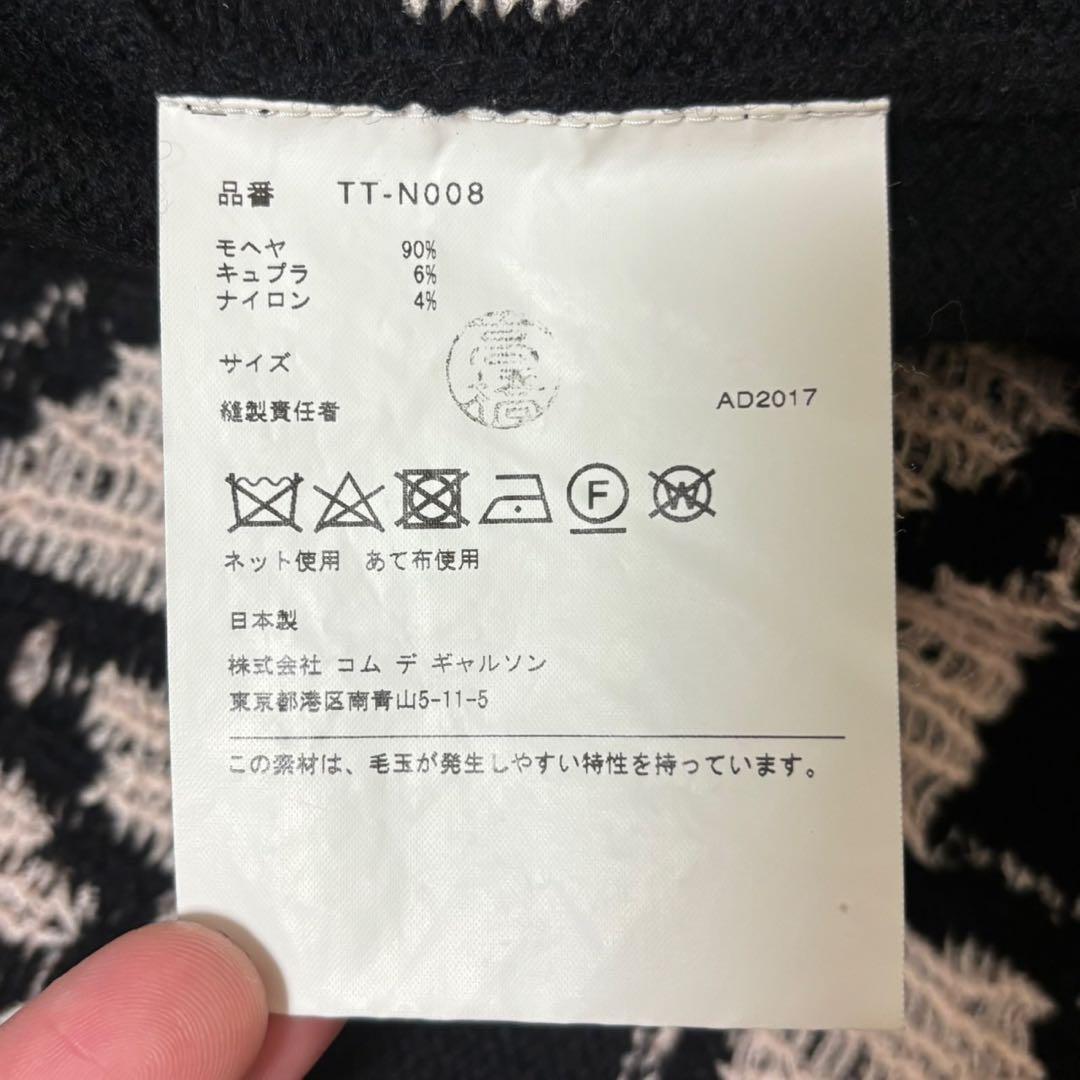 品番 TT-N008
モヘヤ 90%
キュプラ 6%
ナイロン 4%
サイズ
縫製責任者 高橋
AD2017
F W
ネット使用 あて布使用
日本製
株式会社 コム デ ギャルソン
東京都港区南青山5-11-5
この素材は、毛玉が発生しやすい特性を持っています。